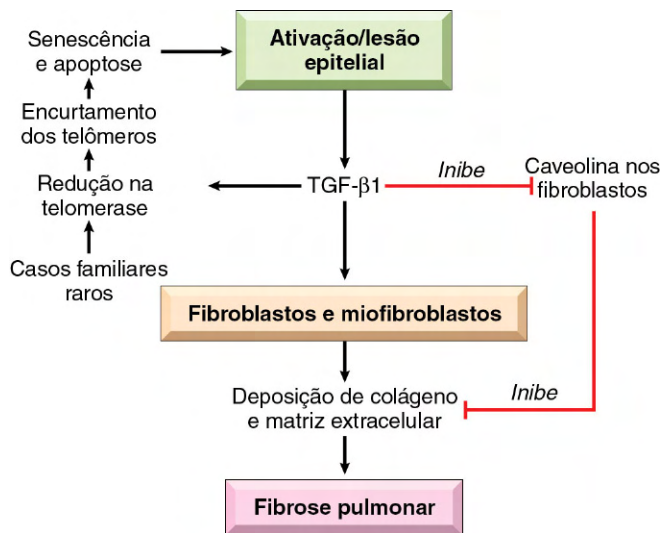 Senescência
e apoptose
Ativação/lesão
epitelial
Encurtamento
dos telômeros
Redução na
telomerase
TGF-β1
Inibe
Caveolina nos
fibroblastos
Casos familiares
raros
Fibroblastos e miofibroblastos
Deposição de colágeno
e matriz extracelular
Inibe
Fibrose pulmonar